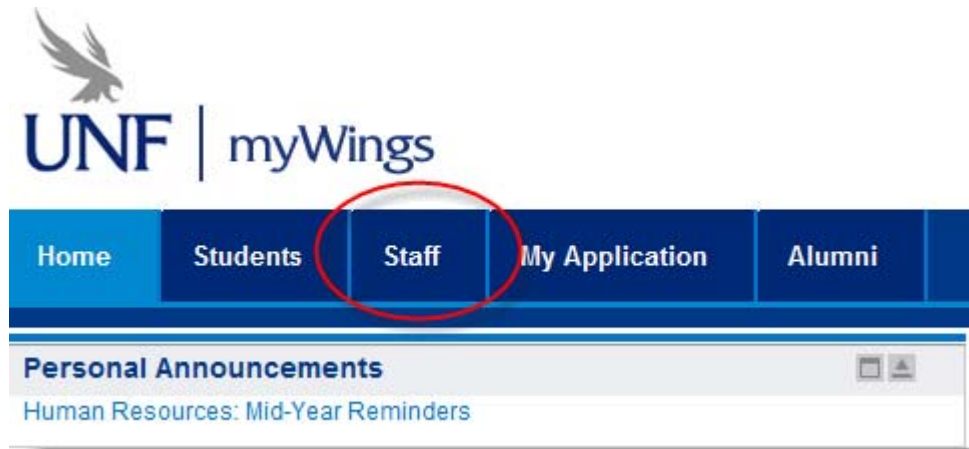 UNF | myWings
Home Students Staff My Application Alumni
Personal Announcements
Human Resources: Mid-Year Reminders